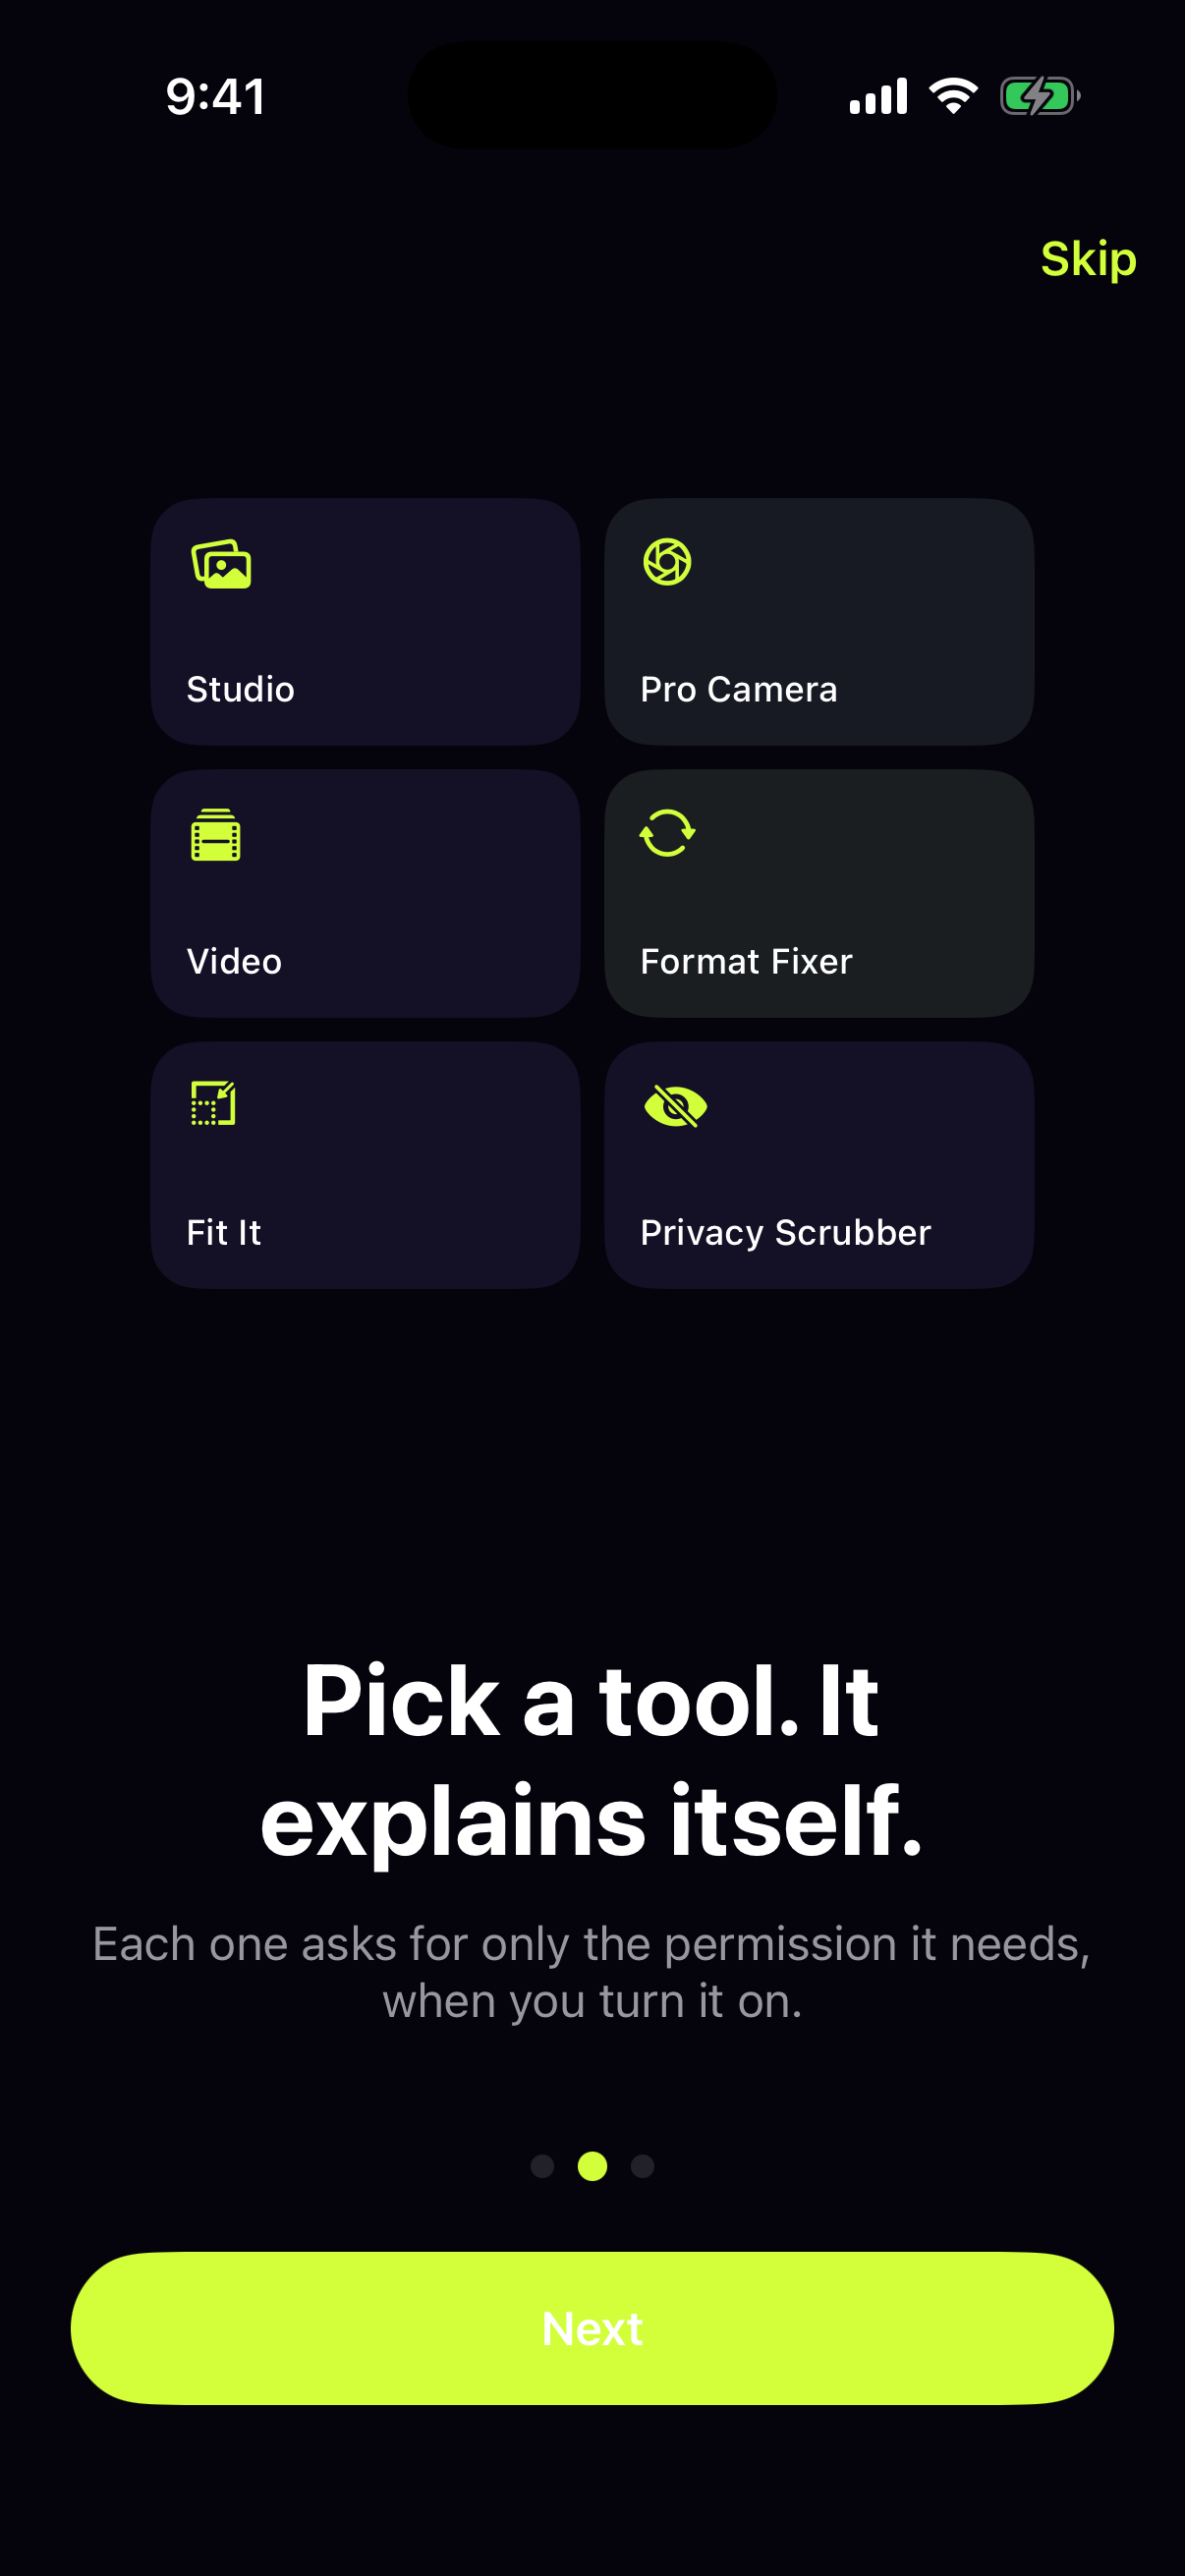 9:41
Skip
Studio
Pro Camera
Video
Format Fixer
Fit It
Privacy Scrubber
Pick a tool. It
explains itself.
Each one asks for only the permission it needs,
when you turn it on.
Next